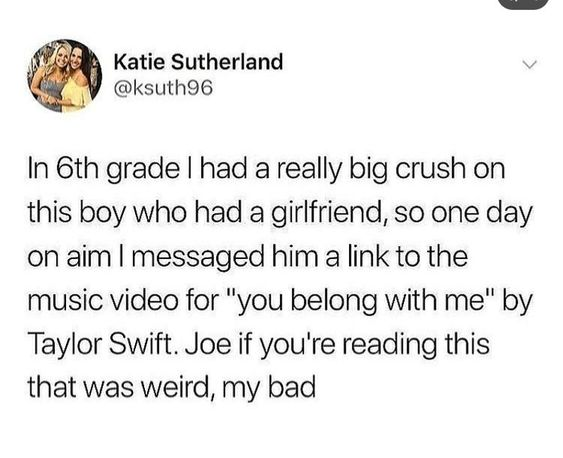 Katie Sutherland
@ksuth96
In 6th grade I had a really big crush on
this boy who had a girlfriend, so one day
on aim I messaged him a link to the
music video for "you belong with me" by
Taylor Swift. Joe if you're reading this
that was weird, my bad